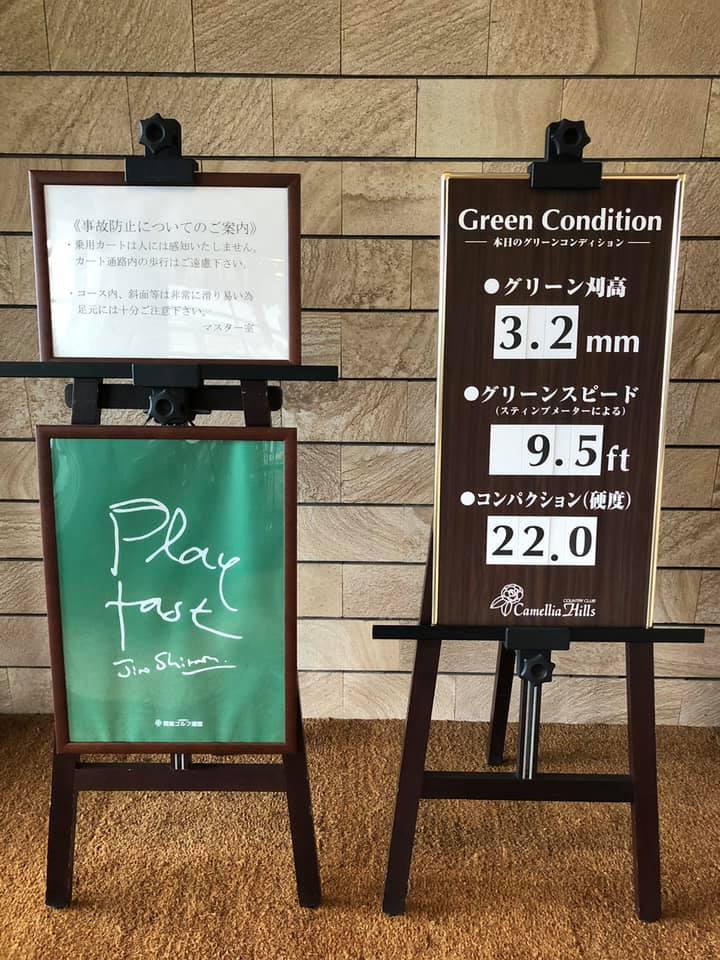 《事故防止についてのご案内》
・乗用カートは人には感知いたしません。
カート通路内の歩行はご遠慮下さい。
・コース内、斜面等は非常に滑り易い為
足元には十分ご注意下さい。
マスター室
Play
fast
Jiro Shirasu.
Green Condition
本日のグリーンコンディション
●グリーン刈高
3.2 mm
●グリーンスピード
(スティンプメーターによる)
9.5 ft
●コンパクション(硬度)
22.0
COUNTRY CLUB
Camellia Hills